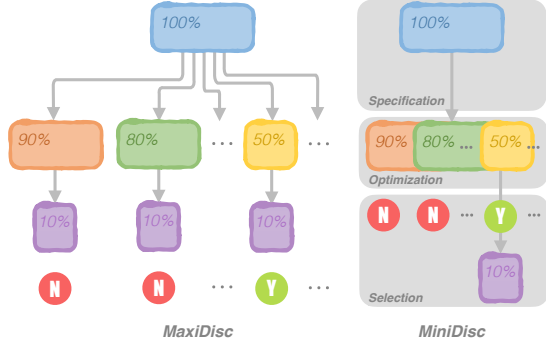 100%
90%
80%
...
50%
...
10%
10%
10%
N
N
...
Y
...
MaxiDisc
100%
Specification
90%
80%
...
50%
...
Optimization
N
N
...
Y
...
10%
Selection
MiniDisc